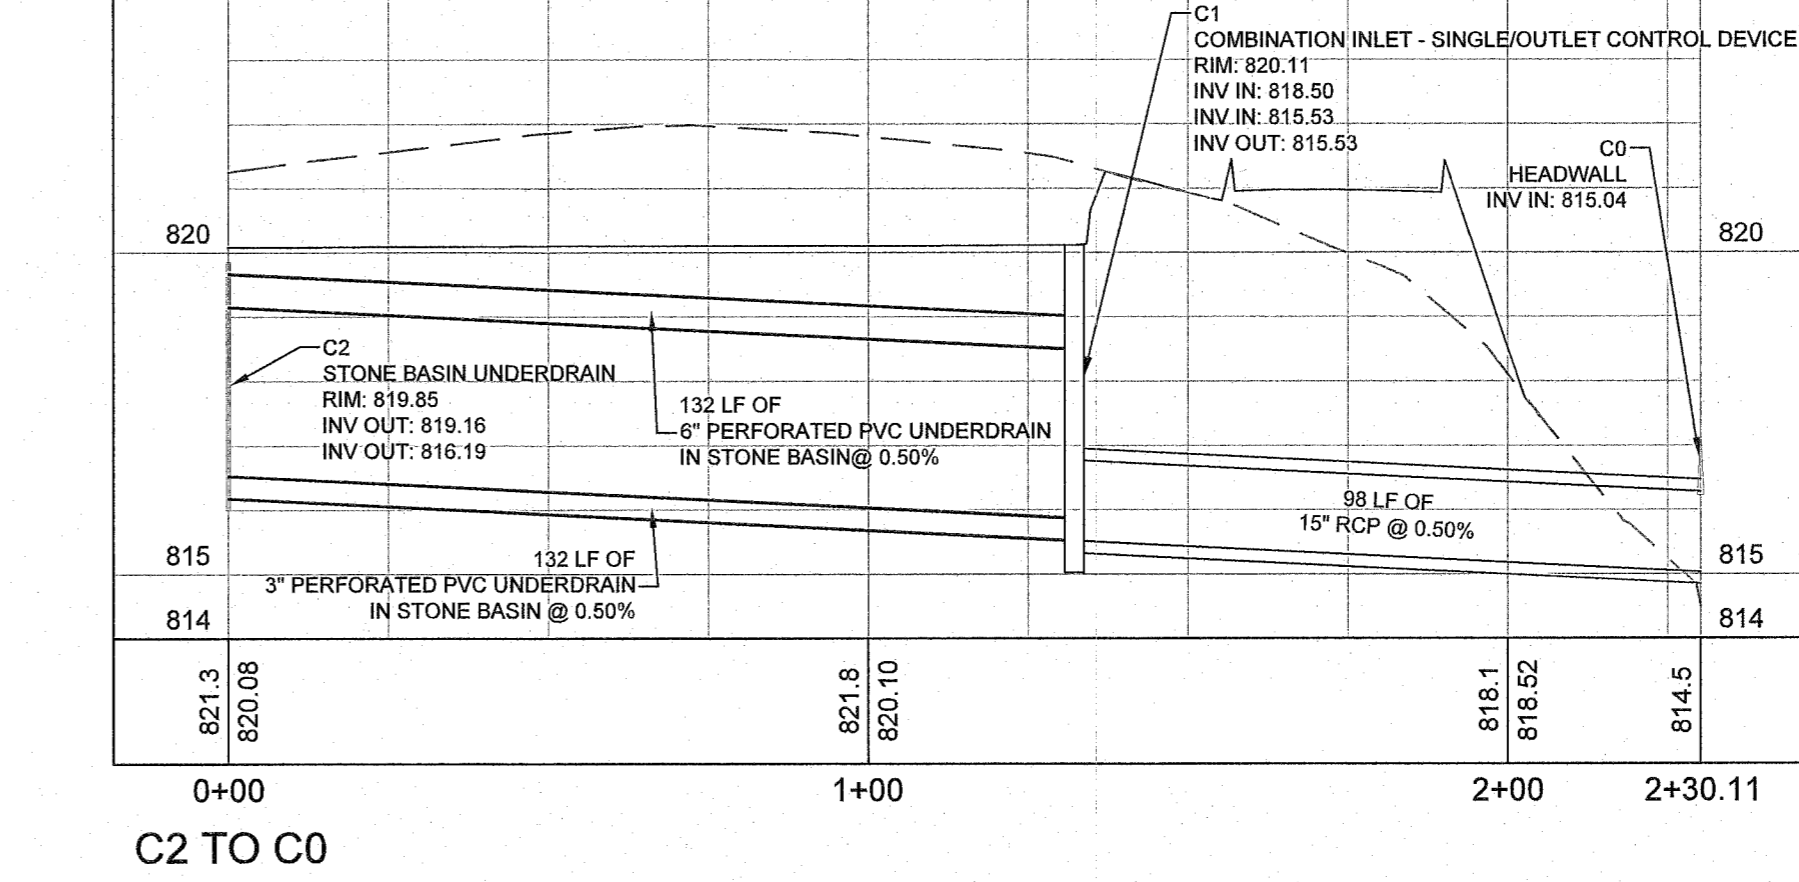 C1
COMBINATION INLET - SINGLE/OUTLET CONTROL DEVICE
RIM: 820.11
INV IN: 818.50
INV IN: 815.53
INV OUT: 815.53
C0
HEADWALL
INV IN: 815.04
820
820
C2
STONE BASIN UNDERDRAIN
RIM: 819.85
INV OUT: 819.16
INV OUT: 816.19
132 LF OF
6" PERFORATED PVC UNDERDRAIN
IN STONE BASIN@ 0.50%
98 LF OF
15" RCP @ 0.50%
815
815
132 LF OF
3" PERFORATED PVC UNDERDRAIN
IN STONE BASIN @ 0.50%
814
814
821.3
820.08
821.8
820.10
818.1
818.52
814.5
0+00
1+00
2+00
2+30.11
C2 TO C0